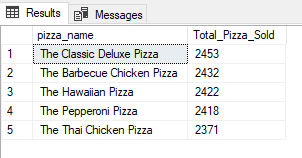 Results Messages
pizza_name Total_Pizza_Sold
1 The Classic Deluxe Pizza 2453
2 The Barbecue Chicken Pizza 2432
3 The Hawaiian Pizza 2422
4 The Pepperoni Pizza 2418
5 The Thai Chicken Pizza 2371